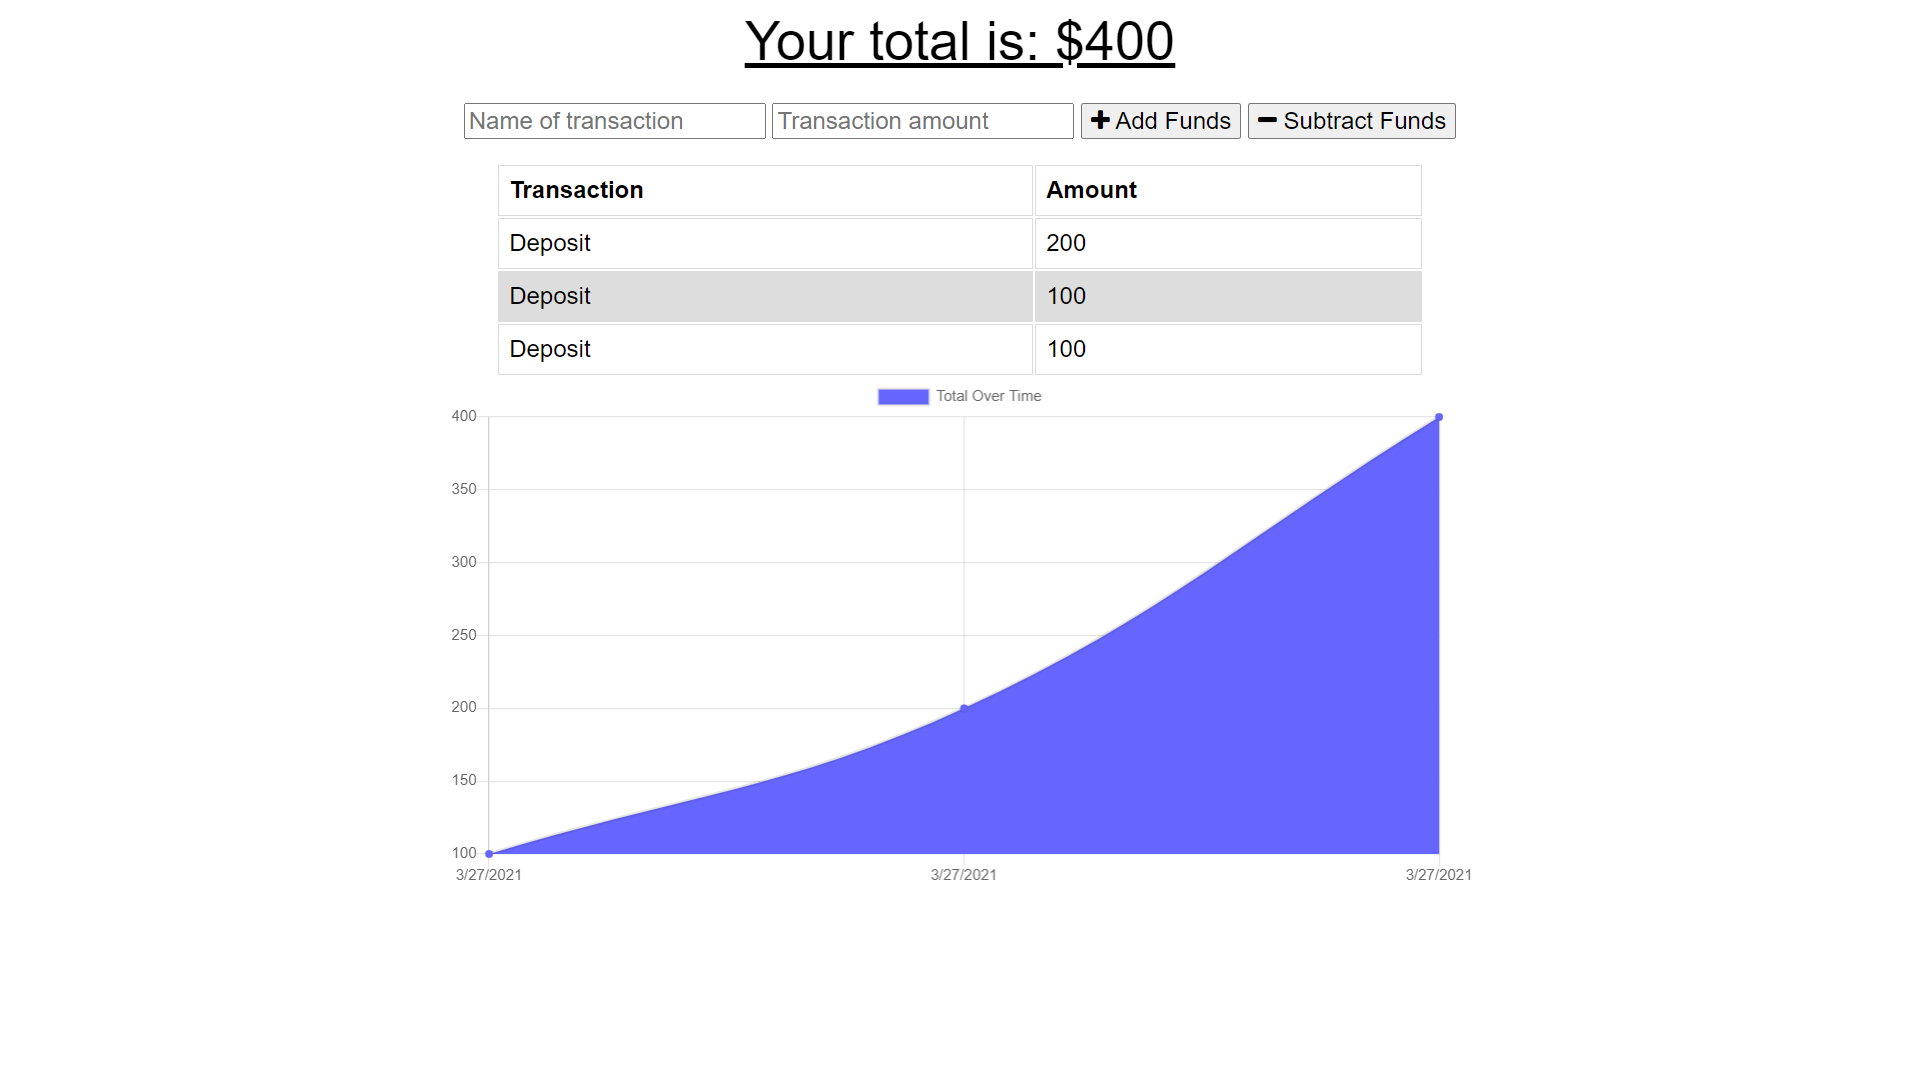 Your total is: $400
Name of transaction Transaction amount Add Funds Subtract Funds
Transaction Amount
Deposit 200
Deposit 100
Deposit 100
Total Over Time
400
350
300
250
200
150
100
3/27/2021 3/27/2021 3/27/2021